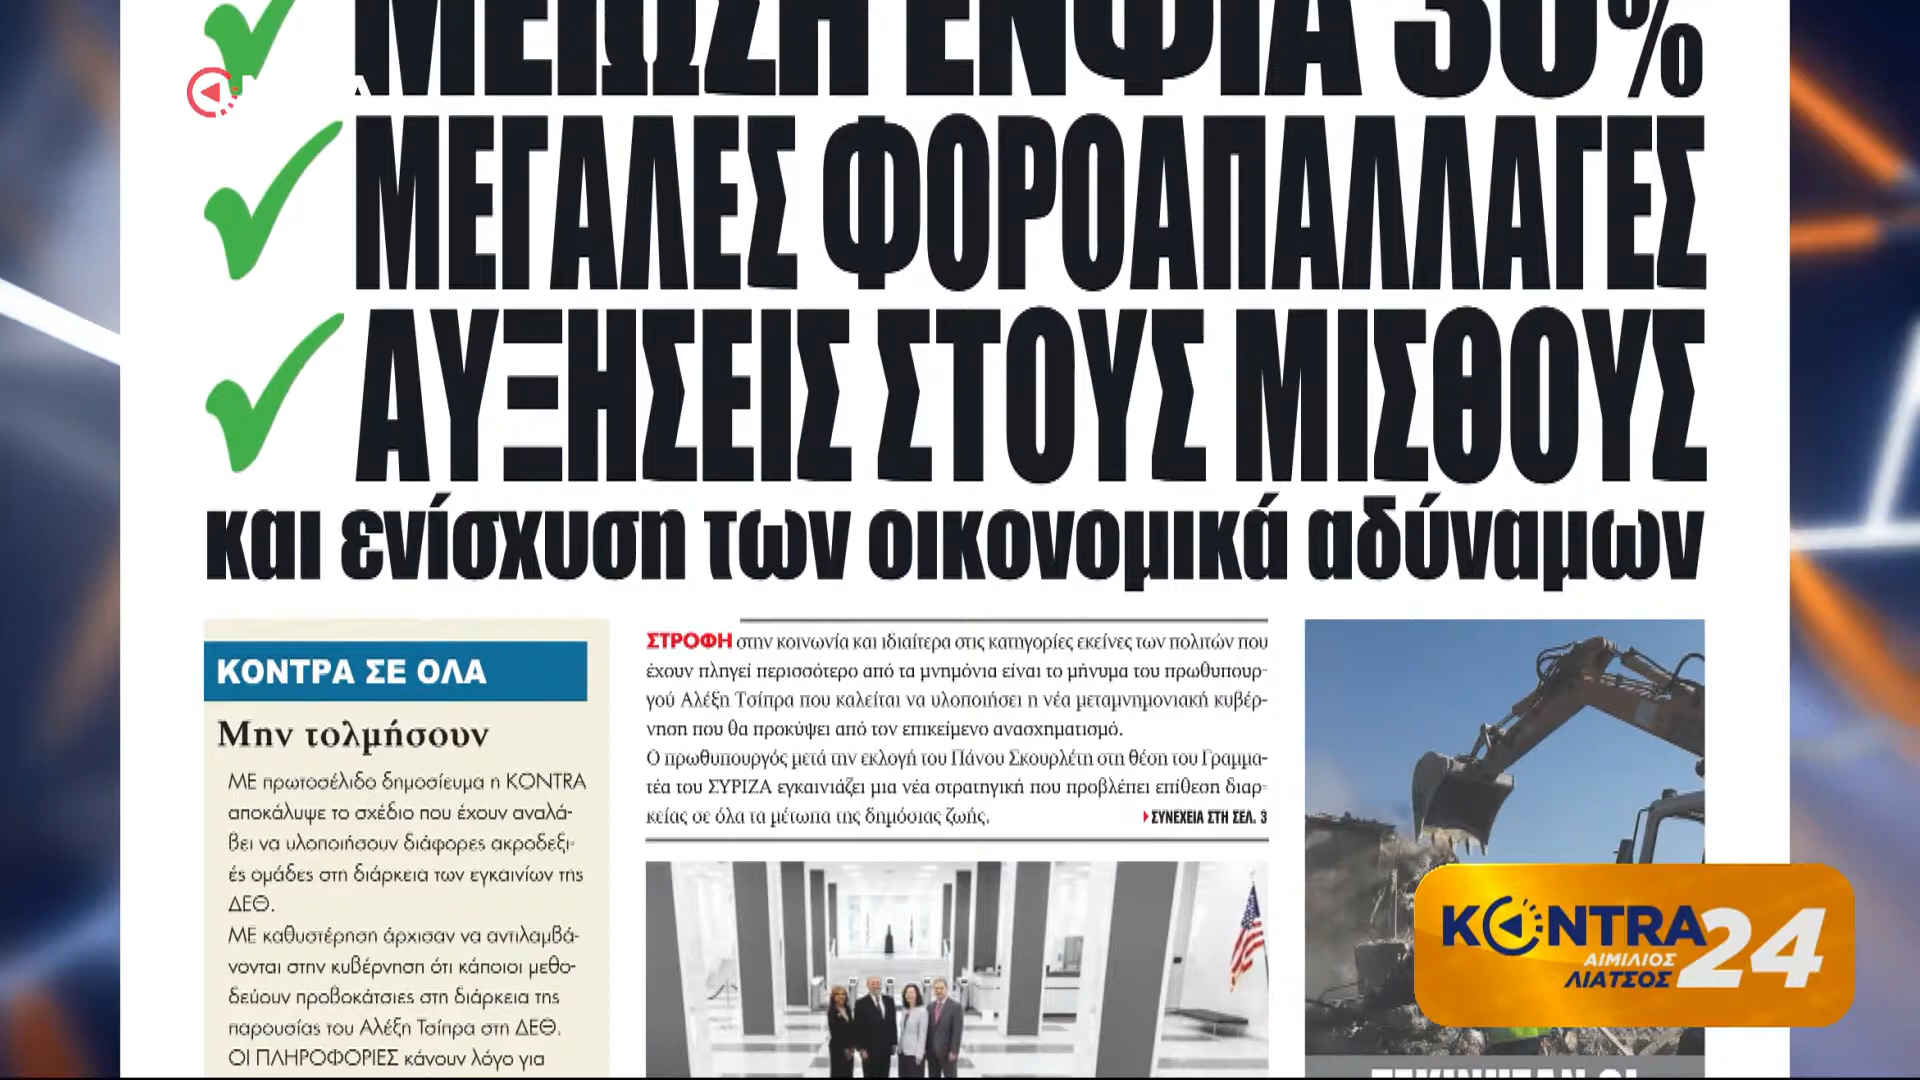 ΜΕΙΩΣΗ ΕΝΦΙΑ 30%
ΜΕΓΑΛΕΣ ΦΟΡΟΑΠΑΛΛΑΓΕΣ
ΑΥΞΗΣΕΙΣ ΣΤΟΥΣ ΜΙΣΘΟΥΣ
και ενίσχυση των οικονομικά αδύναμων
ΚΟΝΤΡΑ ΣΕ ΟΛΑ
Μην τολμήσουν
ΜΕ πρωτοσέλιδο δημοσίευμα η KONTRA
αποκάλυψε το σχέδιο που έχουν αναλά-
βει να υλοποιήσουν διάφορες ακροδεξι-
ές ομάδες στη διάρκεια των εγκαινίων της
ΔΕΘ.
ΜΕ καθυστέρηση άρχισαν να αντιλαμβά-
νονται στην κυβέρνηση ότι κάποιοι μεθο-
δεύουν προβοκάτσιες στη διάρκεια της
παρουσίας του Αλέξη Τσίπρα στη ΔΕΘ.
ΟΙ ΠΛΗΡΟΦΟΡΙΕΣ κάνουν λόγο για
ΣΤΡΟΦΗ στην κοινωνία και ιδιαίτερα στις κατηγορίες εκείνες των πολιτών που
έχουν πληγεί περισσότερο από τα μνημόνια είναι το μήνυμα του πρωθυπουρ-
γού Αλέξη Τσίπρα που καλείται να υλοποιήσει η νέα μεταμνημονιακή κυβέρ-
νηση που θα προκύψει από τον επικείμενο ανασχηματισμό.
Ο πρωθυπουργός μετά την εκλογή του Πάνου Σκουρλέτη στη θέση του Γραμμα-
τέα του ΣΥΡΙΖΑ εγκαινιάζει μια νέα στρατηγική που προβλέπει επίθεση διαρ-
κείας σε όλα τα μέτωπα της δημόσιας ζωής.
ΣΥΝΕΧΕΙΑ ΣΤΗ ΣΕΛ. 3
KONTRA 24
ΑΙΜΙΛΙΟΣ
ΛΙΑΤΣΟΣ